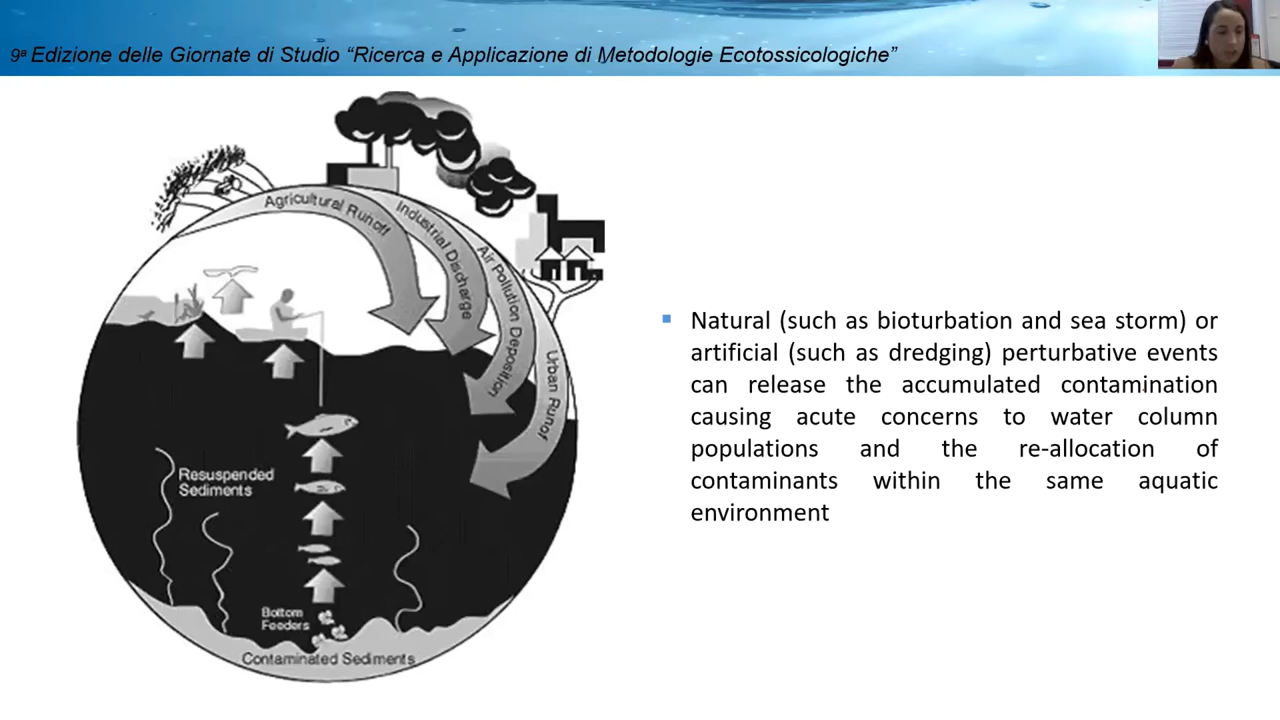 9ª Edizione delle Giornate di Studio “Ricerca e Applicazione di Metodologie Ecotossicologiche”
Agricultural Runoff
Industrial Discharge
Air Pollution Deposition
Urban Runof
Resuspended
Sediments
Bottom
Feeders
Contaminated Sediments
▪ Natural (such as bioturbation and sea storm) or
artificial (such as dredging) perturbative events
can release the accumulated contamination
causing acute concerns to water column
populations and the re-allocation of
contaminants within the same aquatic
environment